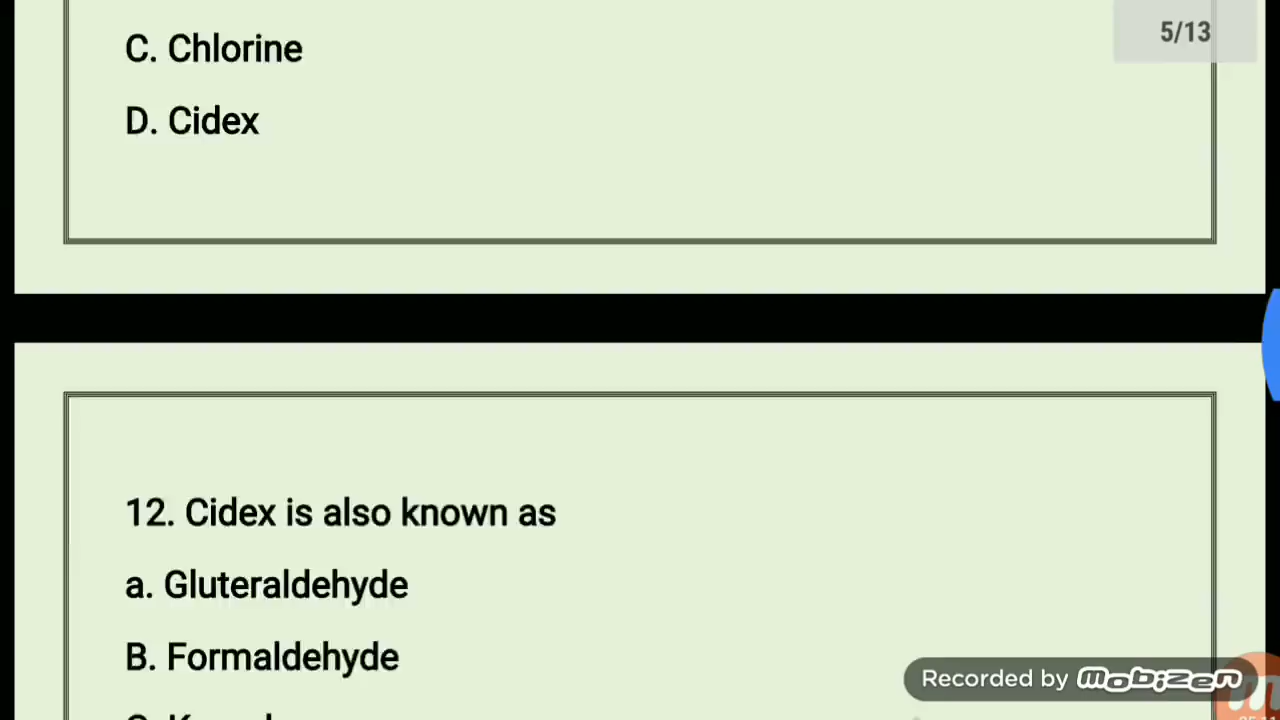 C. Chlorine
5/13
D. Cidex
12. Cidex is also known as
a. Gluteraldehyde
B. Formaldehyde
Recorded by Mobizen